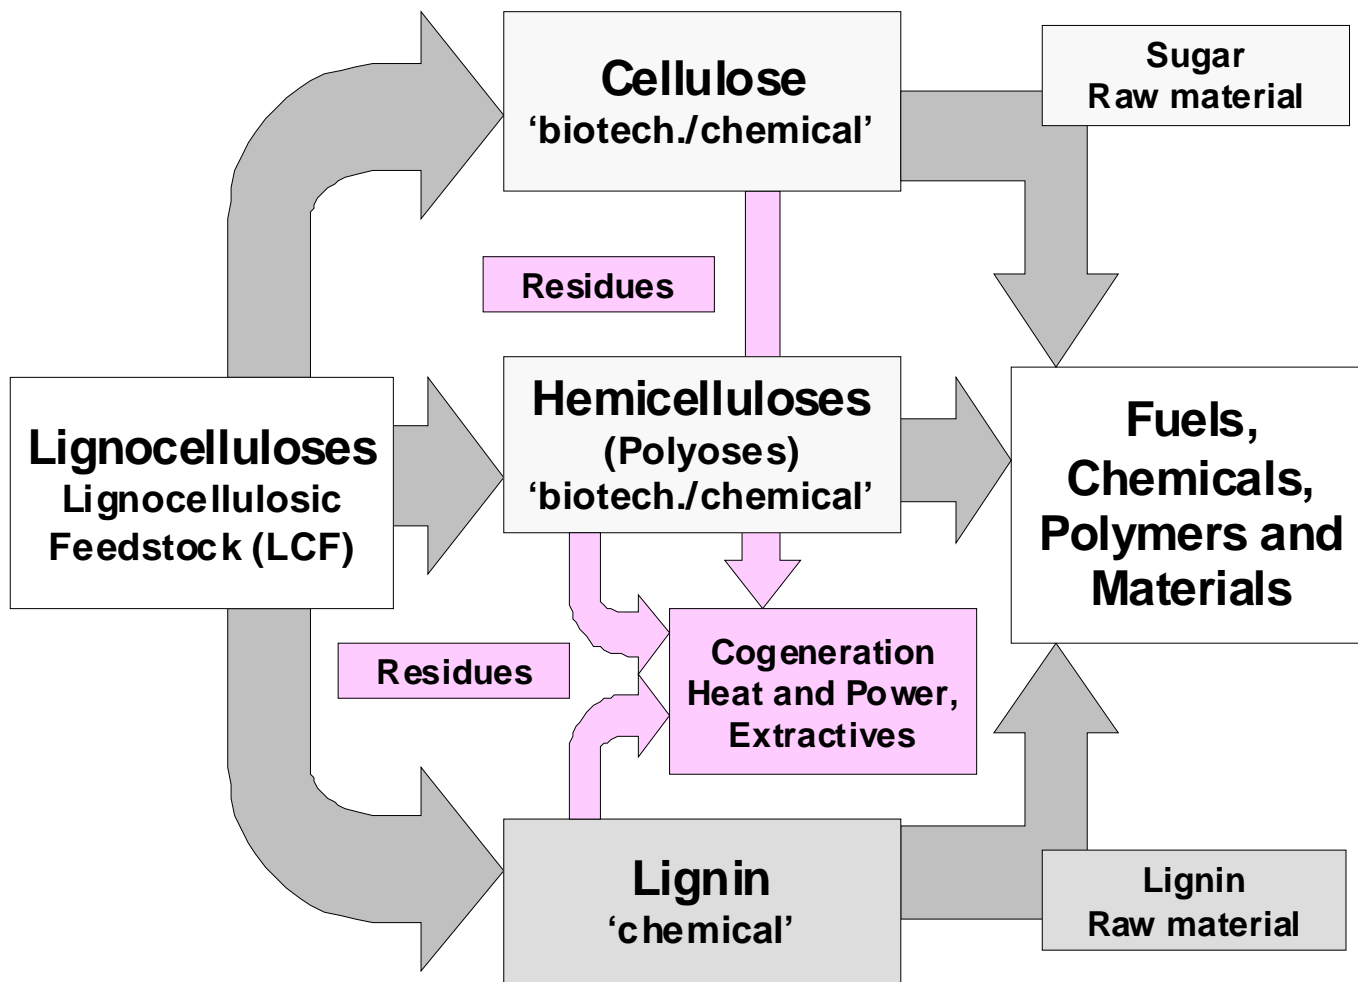 Cellulose
‘biotech./chemical’
Sugar
Raw material
Residues
Lignocelluloses
Lignocellulosic
Feedstock (LCF)
Hemicelluloses
(Polyoses)
‘biotech./chemical’
Fuels,
Chemicals,
Polymers and
Materials
Residues
Cogeneration
Heat and Power,
Extractives
Lignin
‘chemical’
Lignin
Raw material